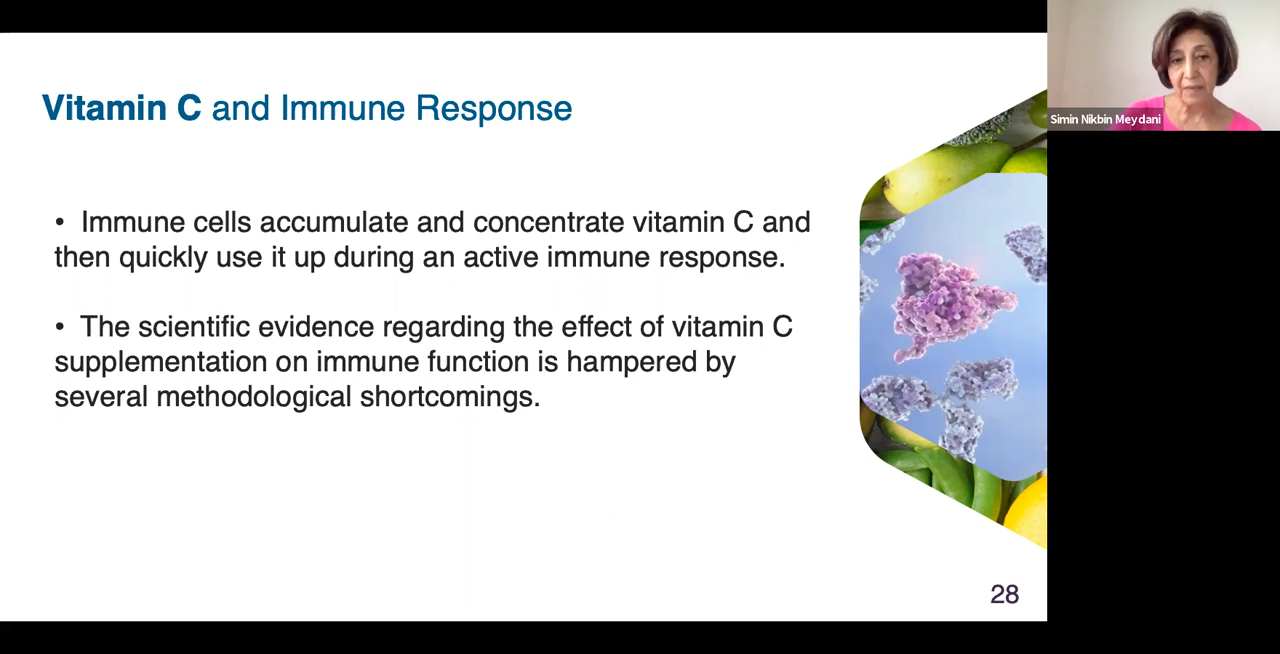 Vitamin C and Immune Response
• Immune cells accumulate and concentrate vitamin C and
then quickly use it up during an active immune response.
• The scientific evidence regarding the effect of vitamin C
supplementation on immune function is hampered by
several methodological shortcomings.
28
Simin Nikbin Meydani